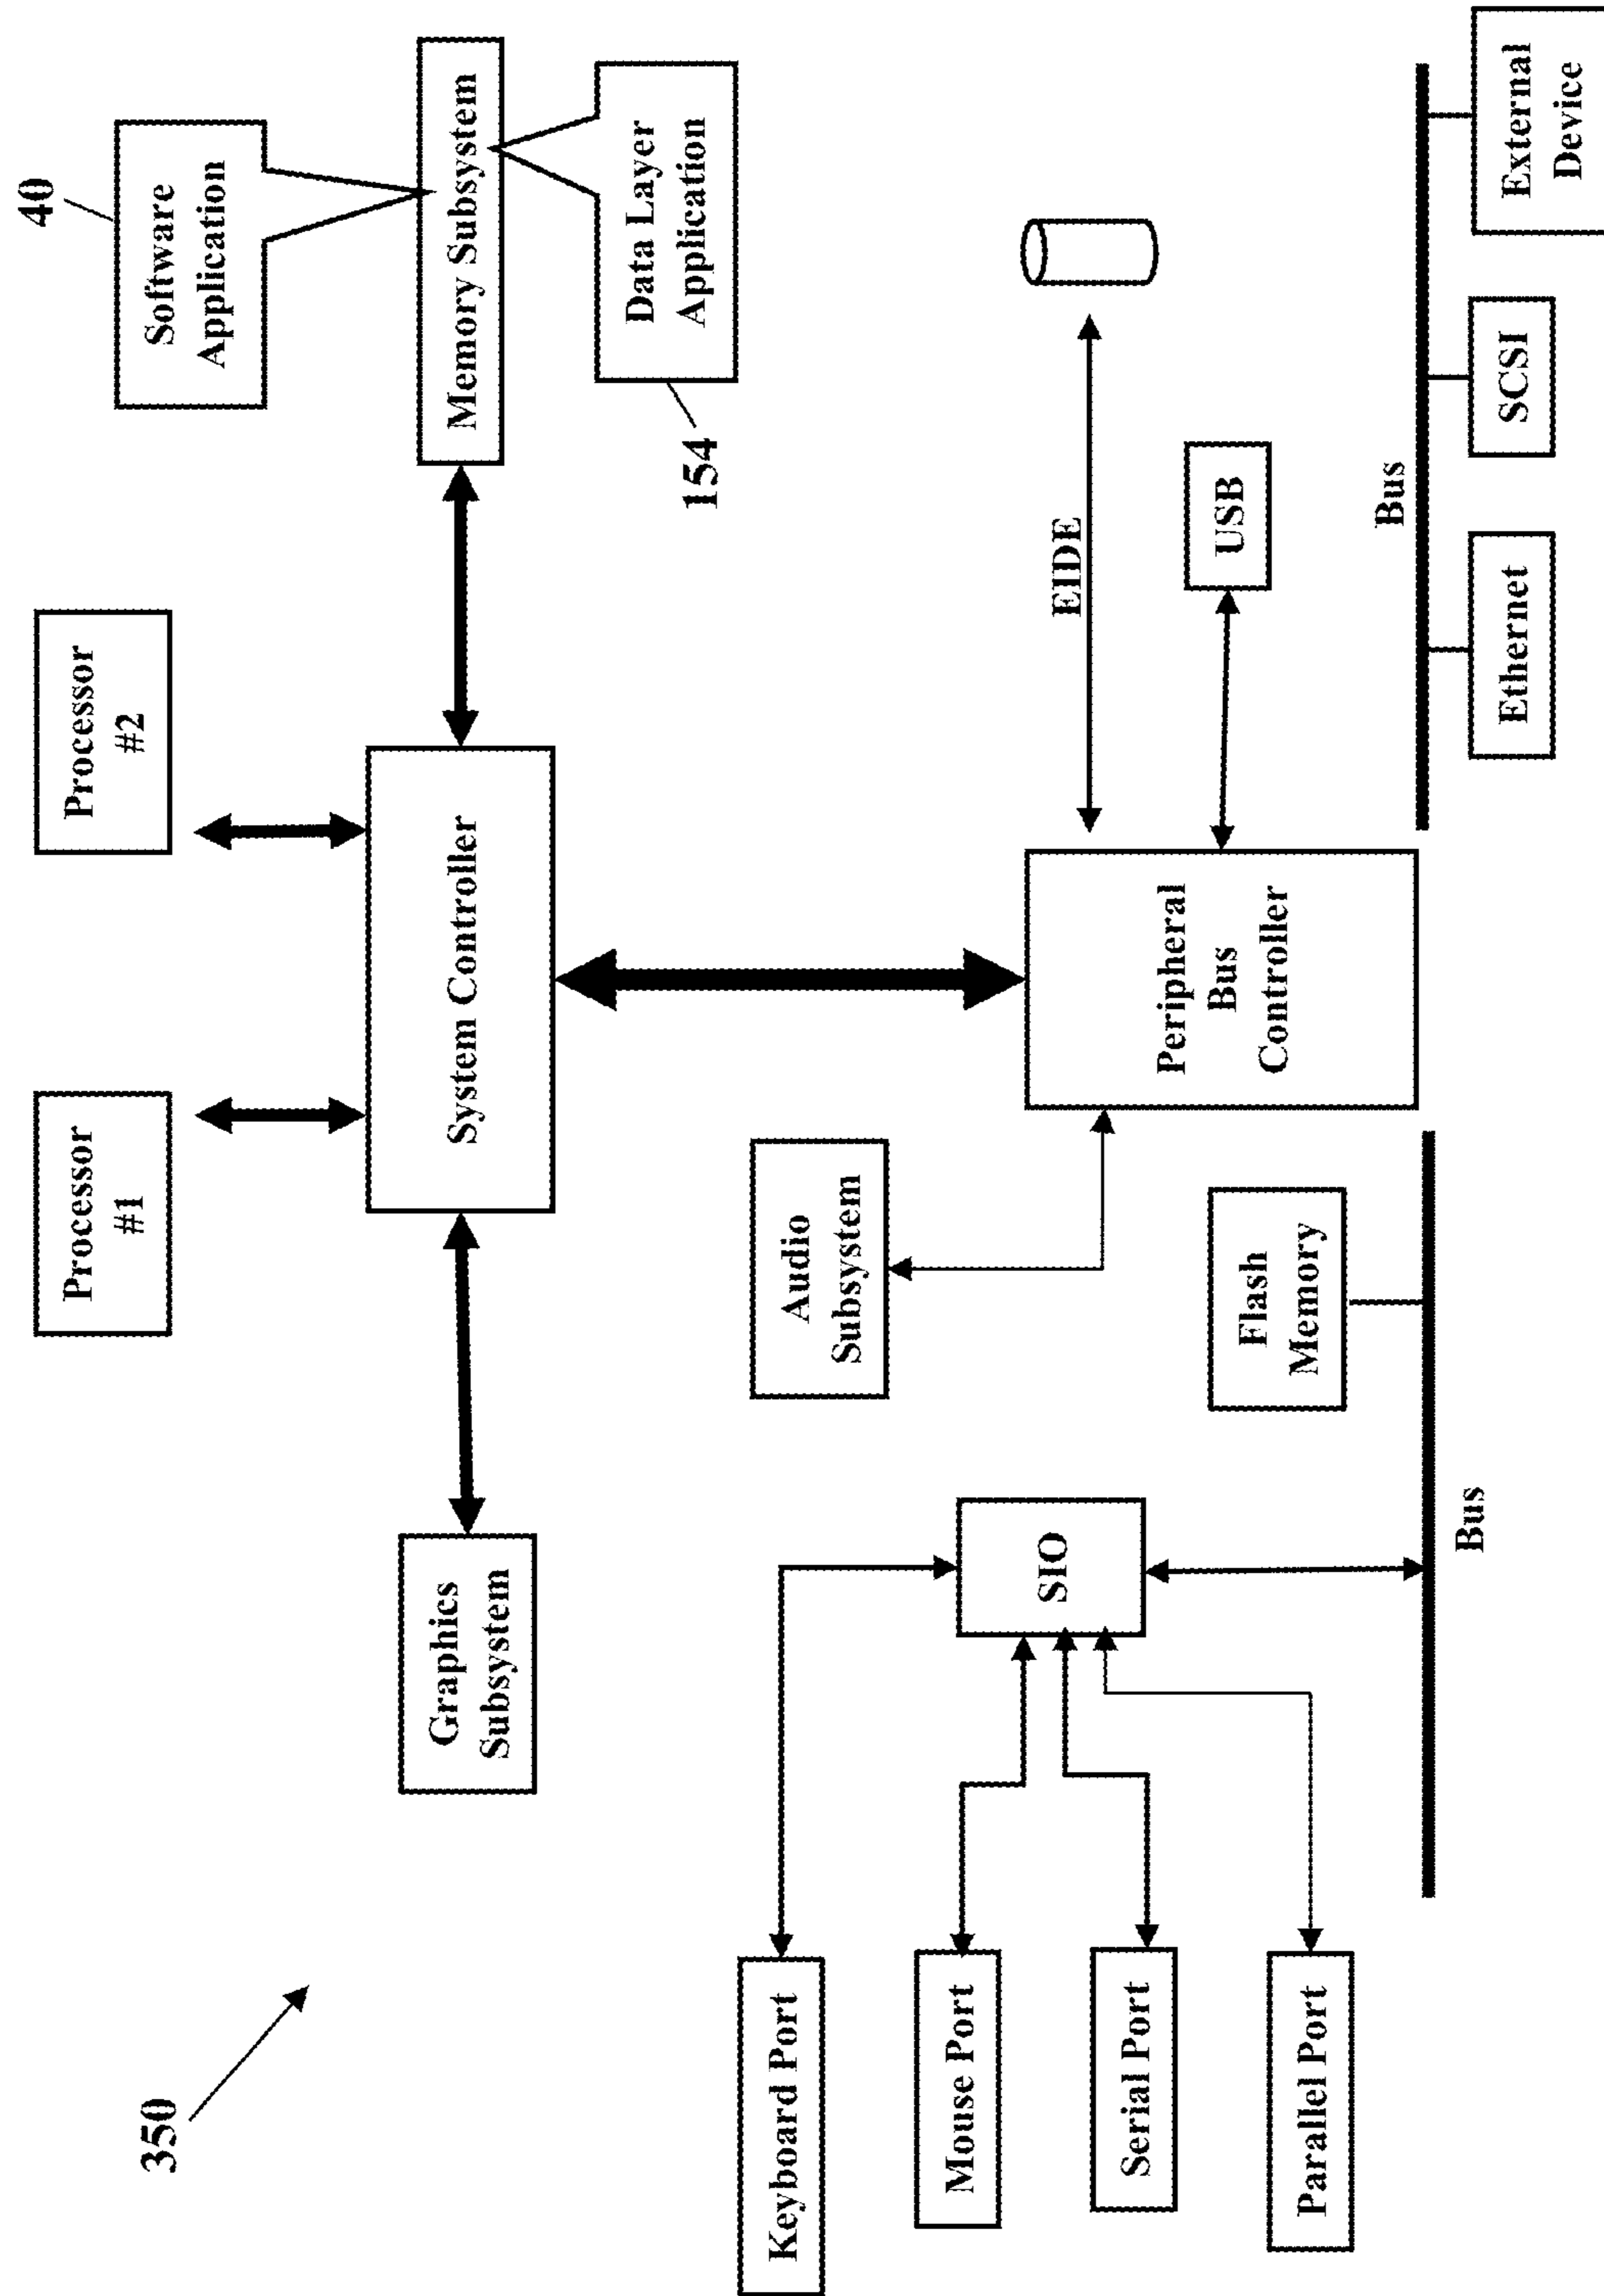 350
40
Processor
#1
Processor
#2
Software
Application
Graphics
Subsystem
System Controller
Memory Subsystem
Data Layer
Application
154
Keyboard Port
Mouse Port
Serial Port
Parallel Port
SIO
Audio
Subsystem
Flash
Memory
Peripheral
Bus
Controller
EIDE
USB
Bus
Bus
Ethernet
SCSI
External
Device